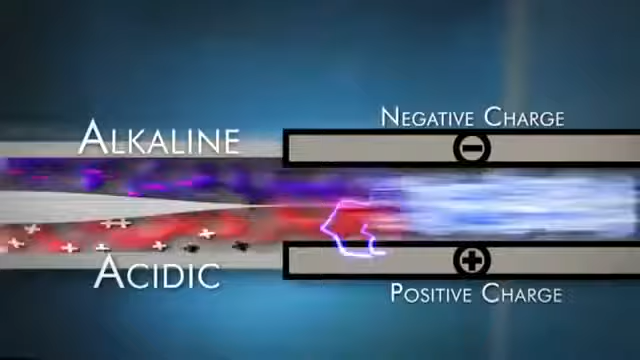 NEGATIVE CHARGE
ALKALINE
ACIDIC
POSITIVE CHARGE